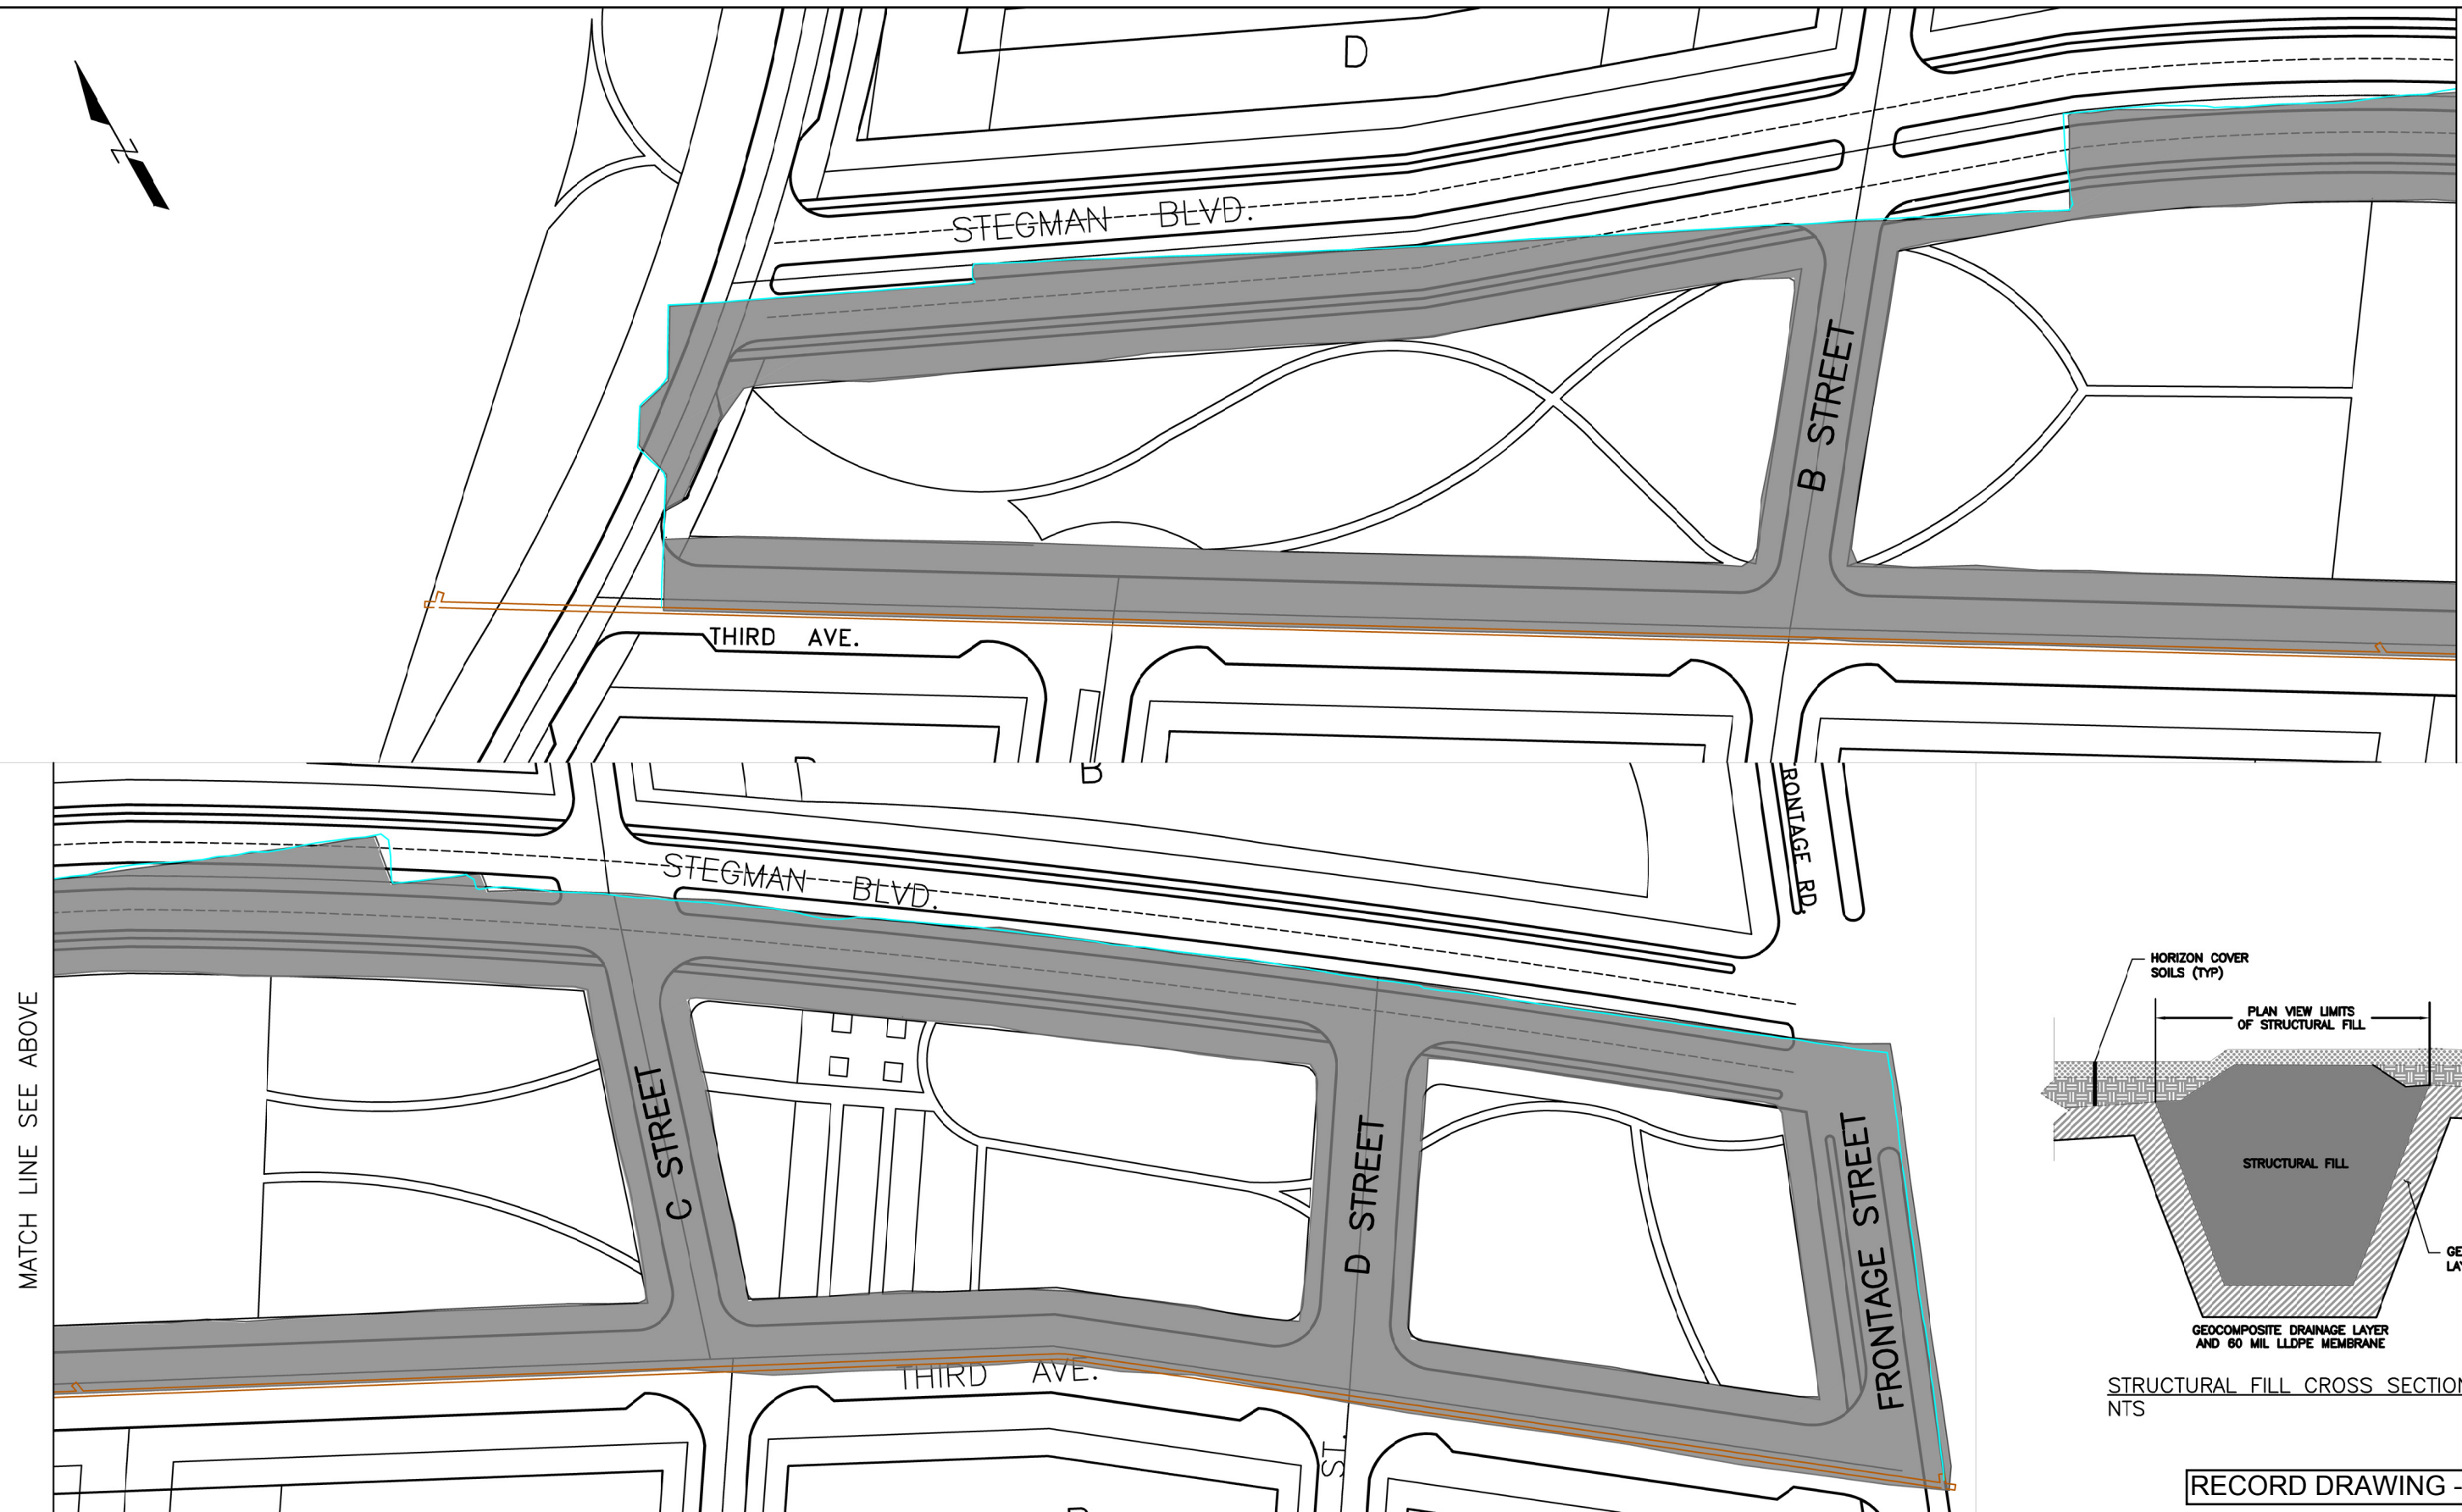 D
N
STEGMAN BLVD.
B STREET
THIRD AVE.
B
RONTAGE RD.
STEGMAN BLVD.
MATCH LINE SEE ABOVE
C STREET
D STREET
FRONTAGE STREET
THIRD AVE.
ST.
HORIZON COVER
SOILS (TYP)
PLAN VIEW LIMITS
OF STRUCTURAL FILL
STRUCTURAL FILL
GE
LA
GEOCOMPOSITE DRAINAGE LAYER
AND 60 MIL LLDPE MEMBRANE
STRUCTURAL FILL CROSS SECTION
NTS
RECORD DRAWING -